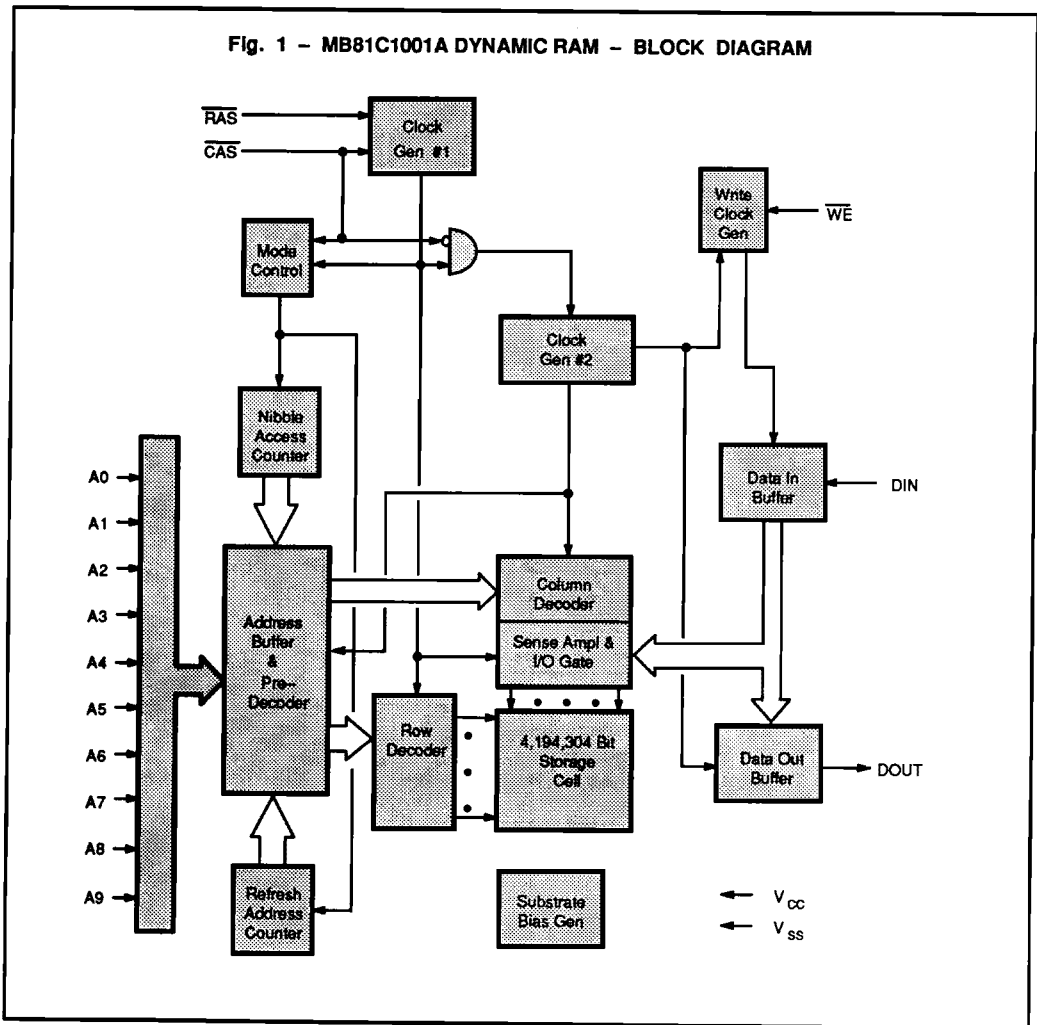 Fig. 1 – MB81C1001A DYNAMIC RAM – BLOCK DIAGRAM
RAS
CAS
Clock
Gen #1
Write
Clock
Gen
WE
Mode
Control
Clock
Gen #2
Nibble
Access
Counter
Data In
Buffer
DIN
A0
A1
A2
A3
A4
A5
A6
A7
A8
A9
Address
Buffer
&
Pre–
Decoder
Column
Decoder
Sense Ampl &
I/O Gate
Row
Decoder
4,194,304 Bit
Storage
Cell
Data Out
Buffer
DOUT
Refresh
Address
Counter
Substrate
Bias Gen
VCC
VSS